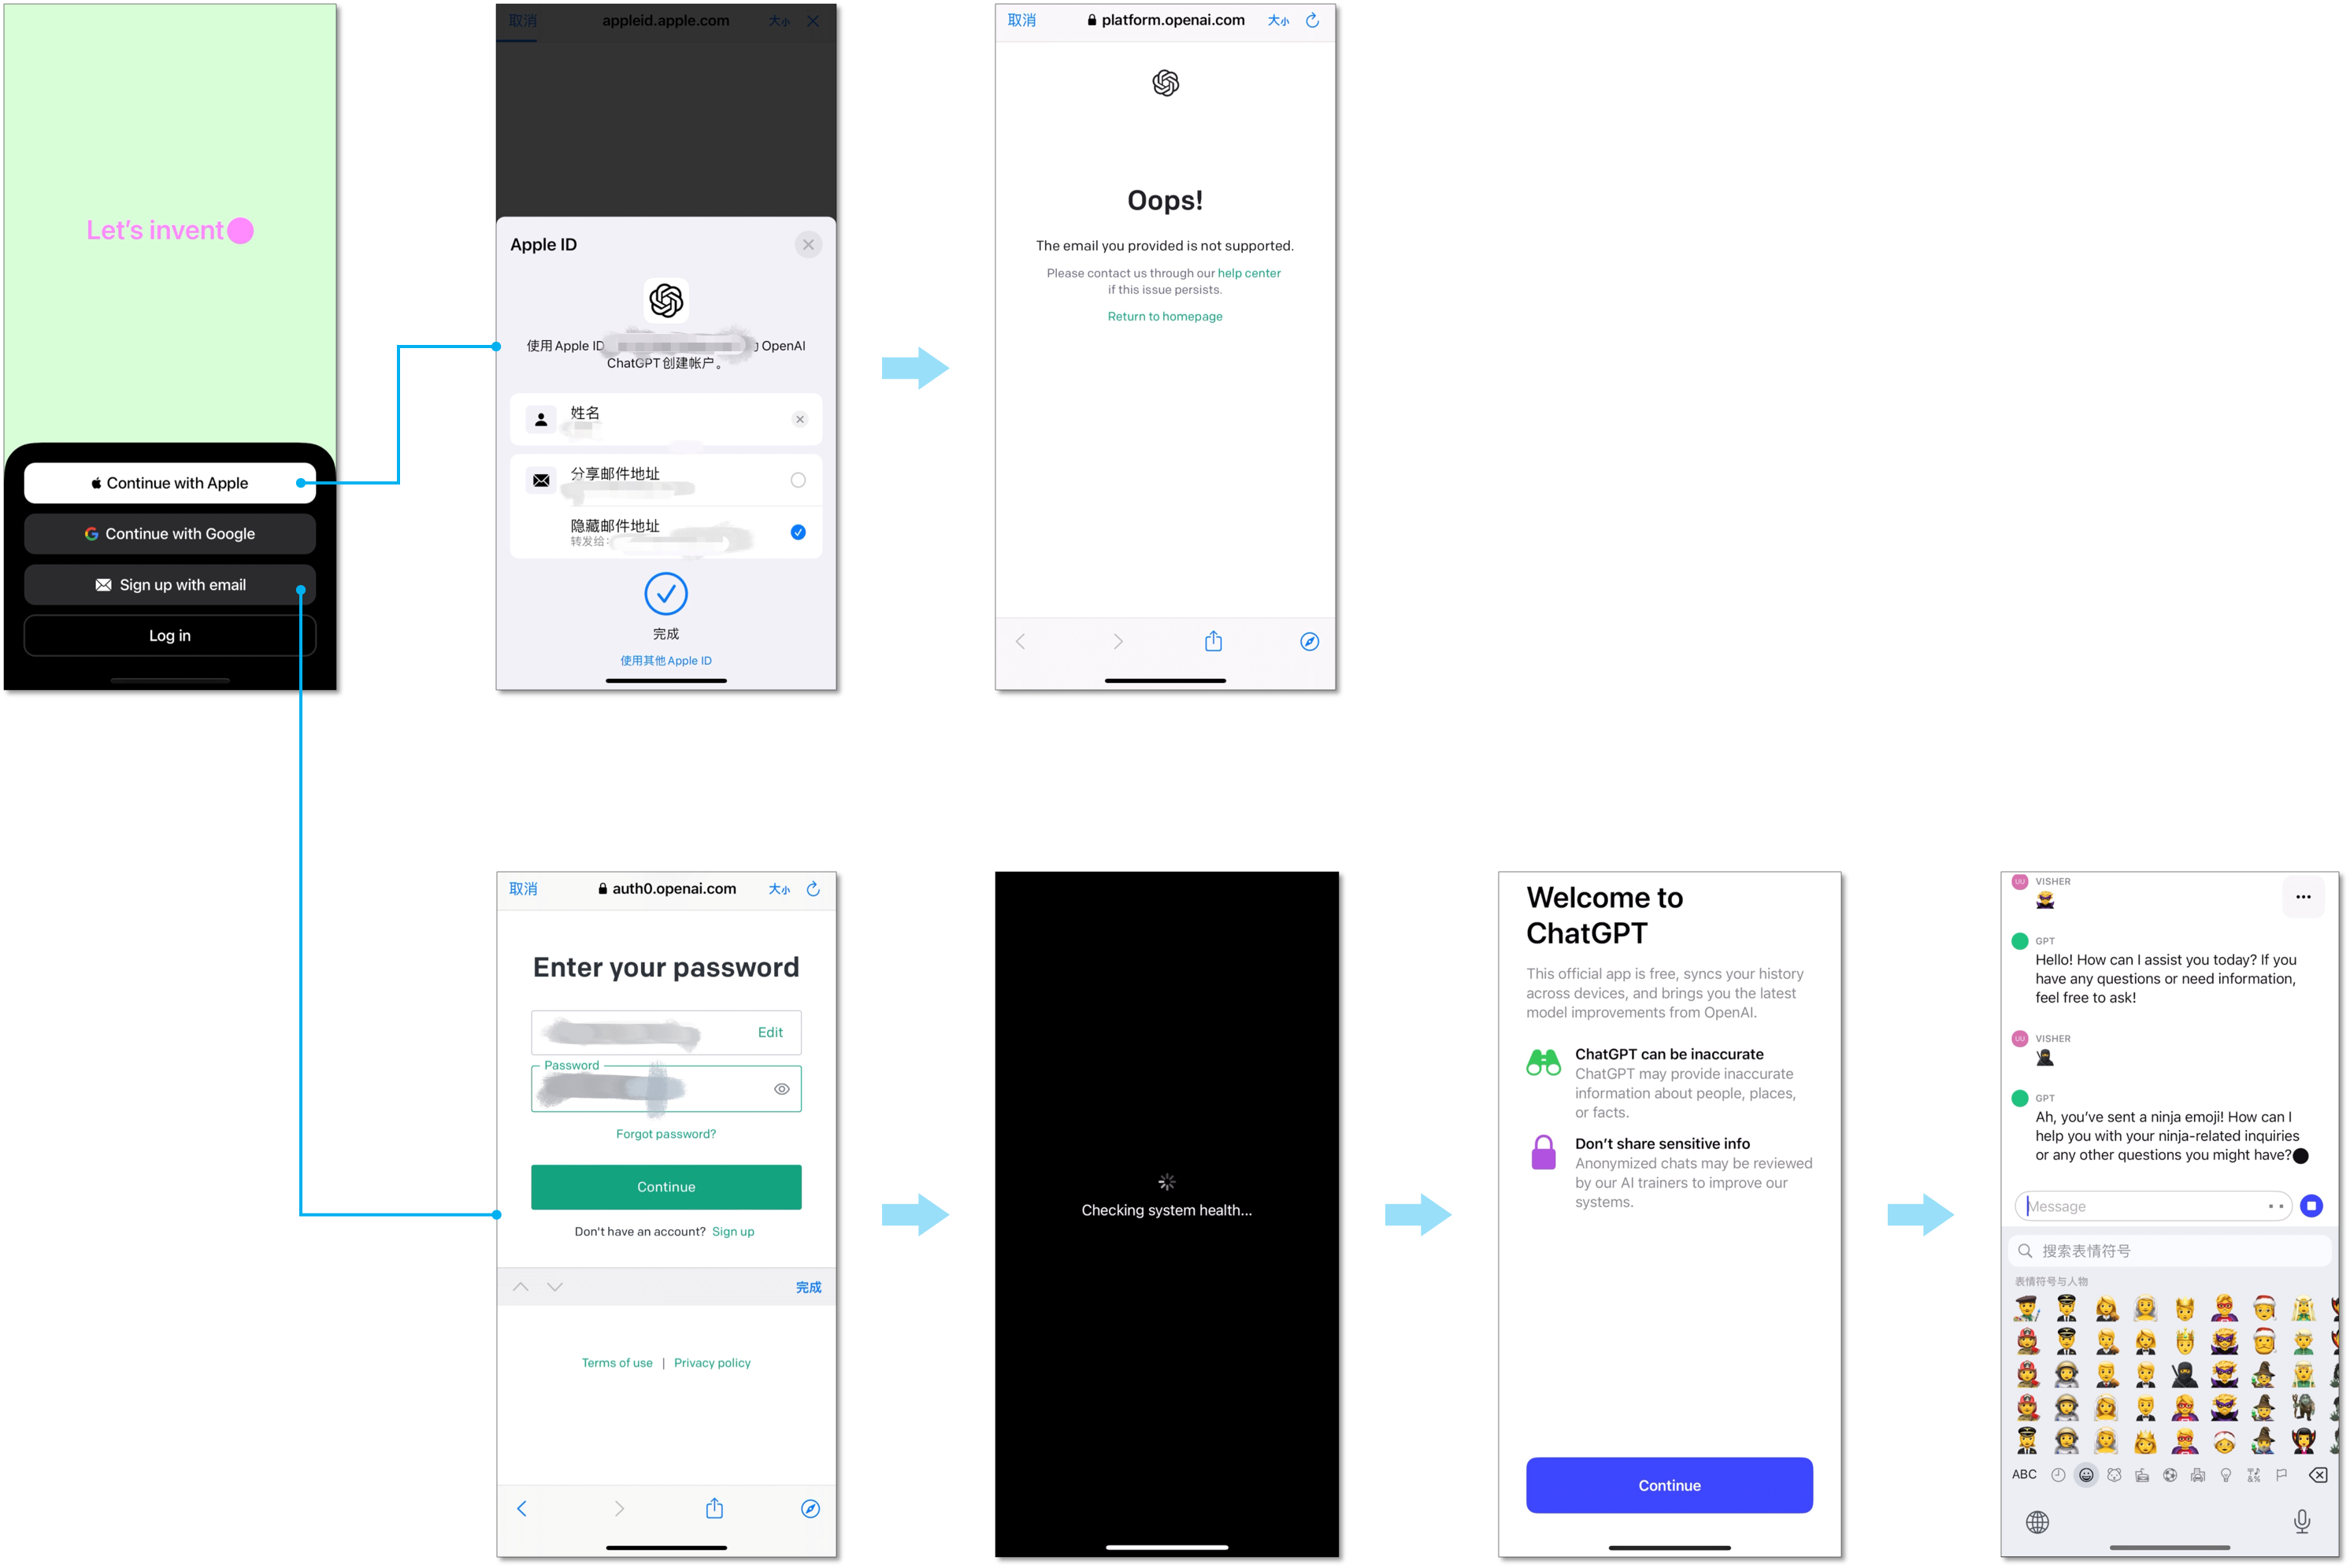 Let's invent
Continue with Apple
Continue with Google
Sign up with email
Log in
取消 appleid.apple.com 大小
Apple ID
使用 Apple ID OpenAI
ChatGPT 创建帐户。
姓名
分享邮件地址
隐藏邮件地址
转发给:
完成
使用其他 Apple ID
取消 platform.openai.com 大小
Oops!
The email you provided is not supported.
Please contact us through our help center
if this issue persists.
Return to homepage
取消 auth0.openai.com 大小
Enter your password
Edit
Password
Forgot password?
Continue
Don't have an account? Sign up
完成
Terms of use | Privacy policy
Checking system health...
Welcome to
ChatGPT
This official app is free, syncs your history
across devices, and brings you the latest
model improvements from OpenAI.
ChatGPT can be inaccurate
ChatGPT may provide inaccurate
information about people, places,
or facts.
Don't share sensitive info
Anonymized chats may be reviewed
by our AI trainers to improve our
systems.
Continue
UU VISHER
GPT
Hello! How can I assist you today? If you
have any questions or need information,
feel free to ask!
UU VISHER
GPT
Ah, you've sent a ninja emoji! How can I
help you with your ninja-related inquiries
or any other questions you might have?
Message
搜索表情符号
表情符号与人物
ABC